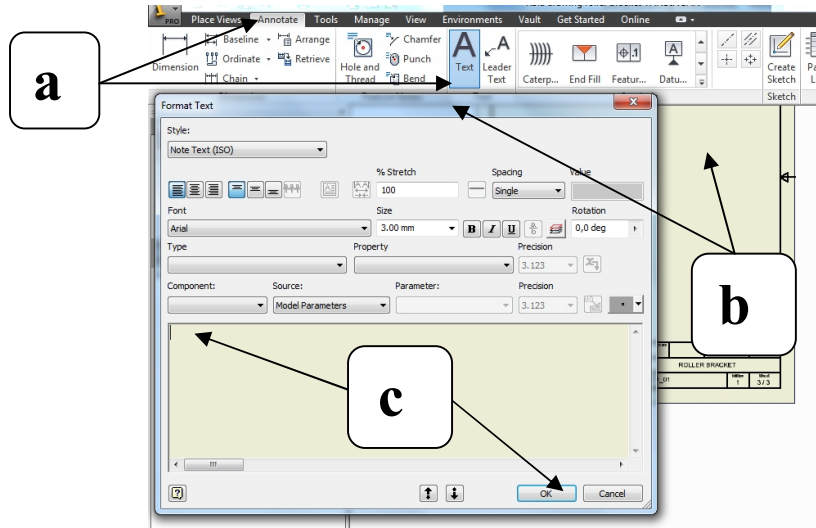 PRO Place Views Annotate Tools Manage View Environments Vault Get Started Online
Baseline Arrange Chamfer
Ordinate Retrieve Punch
Chain Bend
Dimension Hole and Thread Text Leader Text Caterp... End Fill Featur... Datu... Create Sketch
Sketch
a
Format Text
Style:
Note Text (ISO)
% Stretch Spacing Value
100 Single
Font Size Rotation
Arial 3.00 mm B I U 0,0 deg
Type Property Precision
3.123
Component: Source: Parameter: Precision
Model Parameters 3.123
b
c
ROLLER BRACKET
_01 1 3 / 3
OK Cancel